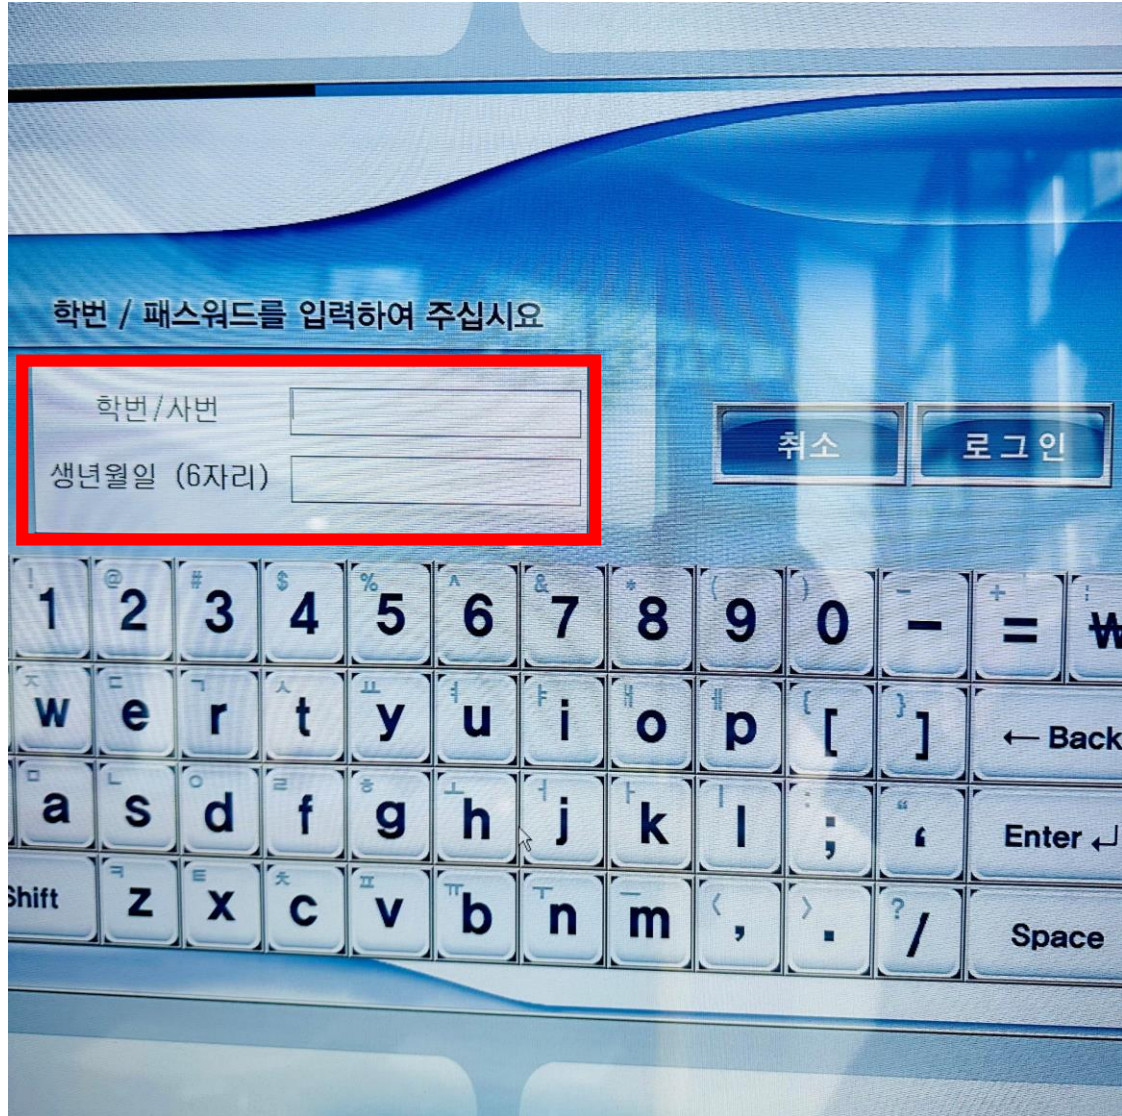 학번 / 패스워드를 입력하여 주십시요
학번/사번
생년월일 (6자리)
취소 로그인
! 1 @ 2 # 3 $ 4 % 5 ^ 6 & 7 * 8 ( 9 ) 0 - + = ₩
ㅈ w ㄷ e ㄱ r ㅅ t ㅛ y ㅕ u ㅑ i ㅐ o ㅔ p { [ } ] ← Back
ㅁ a ㄴ s ㅇ d ㄹ f ㅎ g ㅗ h ㅓ j ㅏ k ㅣ l : ; “ ‘ Enter ↵
Shift ㅋ z ㅌ x ㅊ c ㅍ v ㅠ b ㅜ n ㅡ m 〈 , 〉 . ? / Space